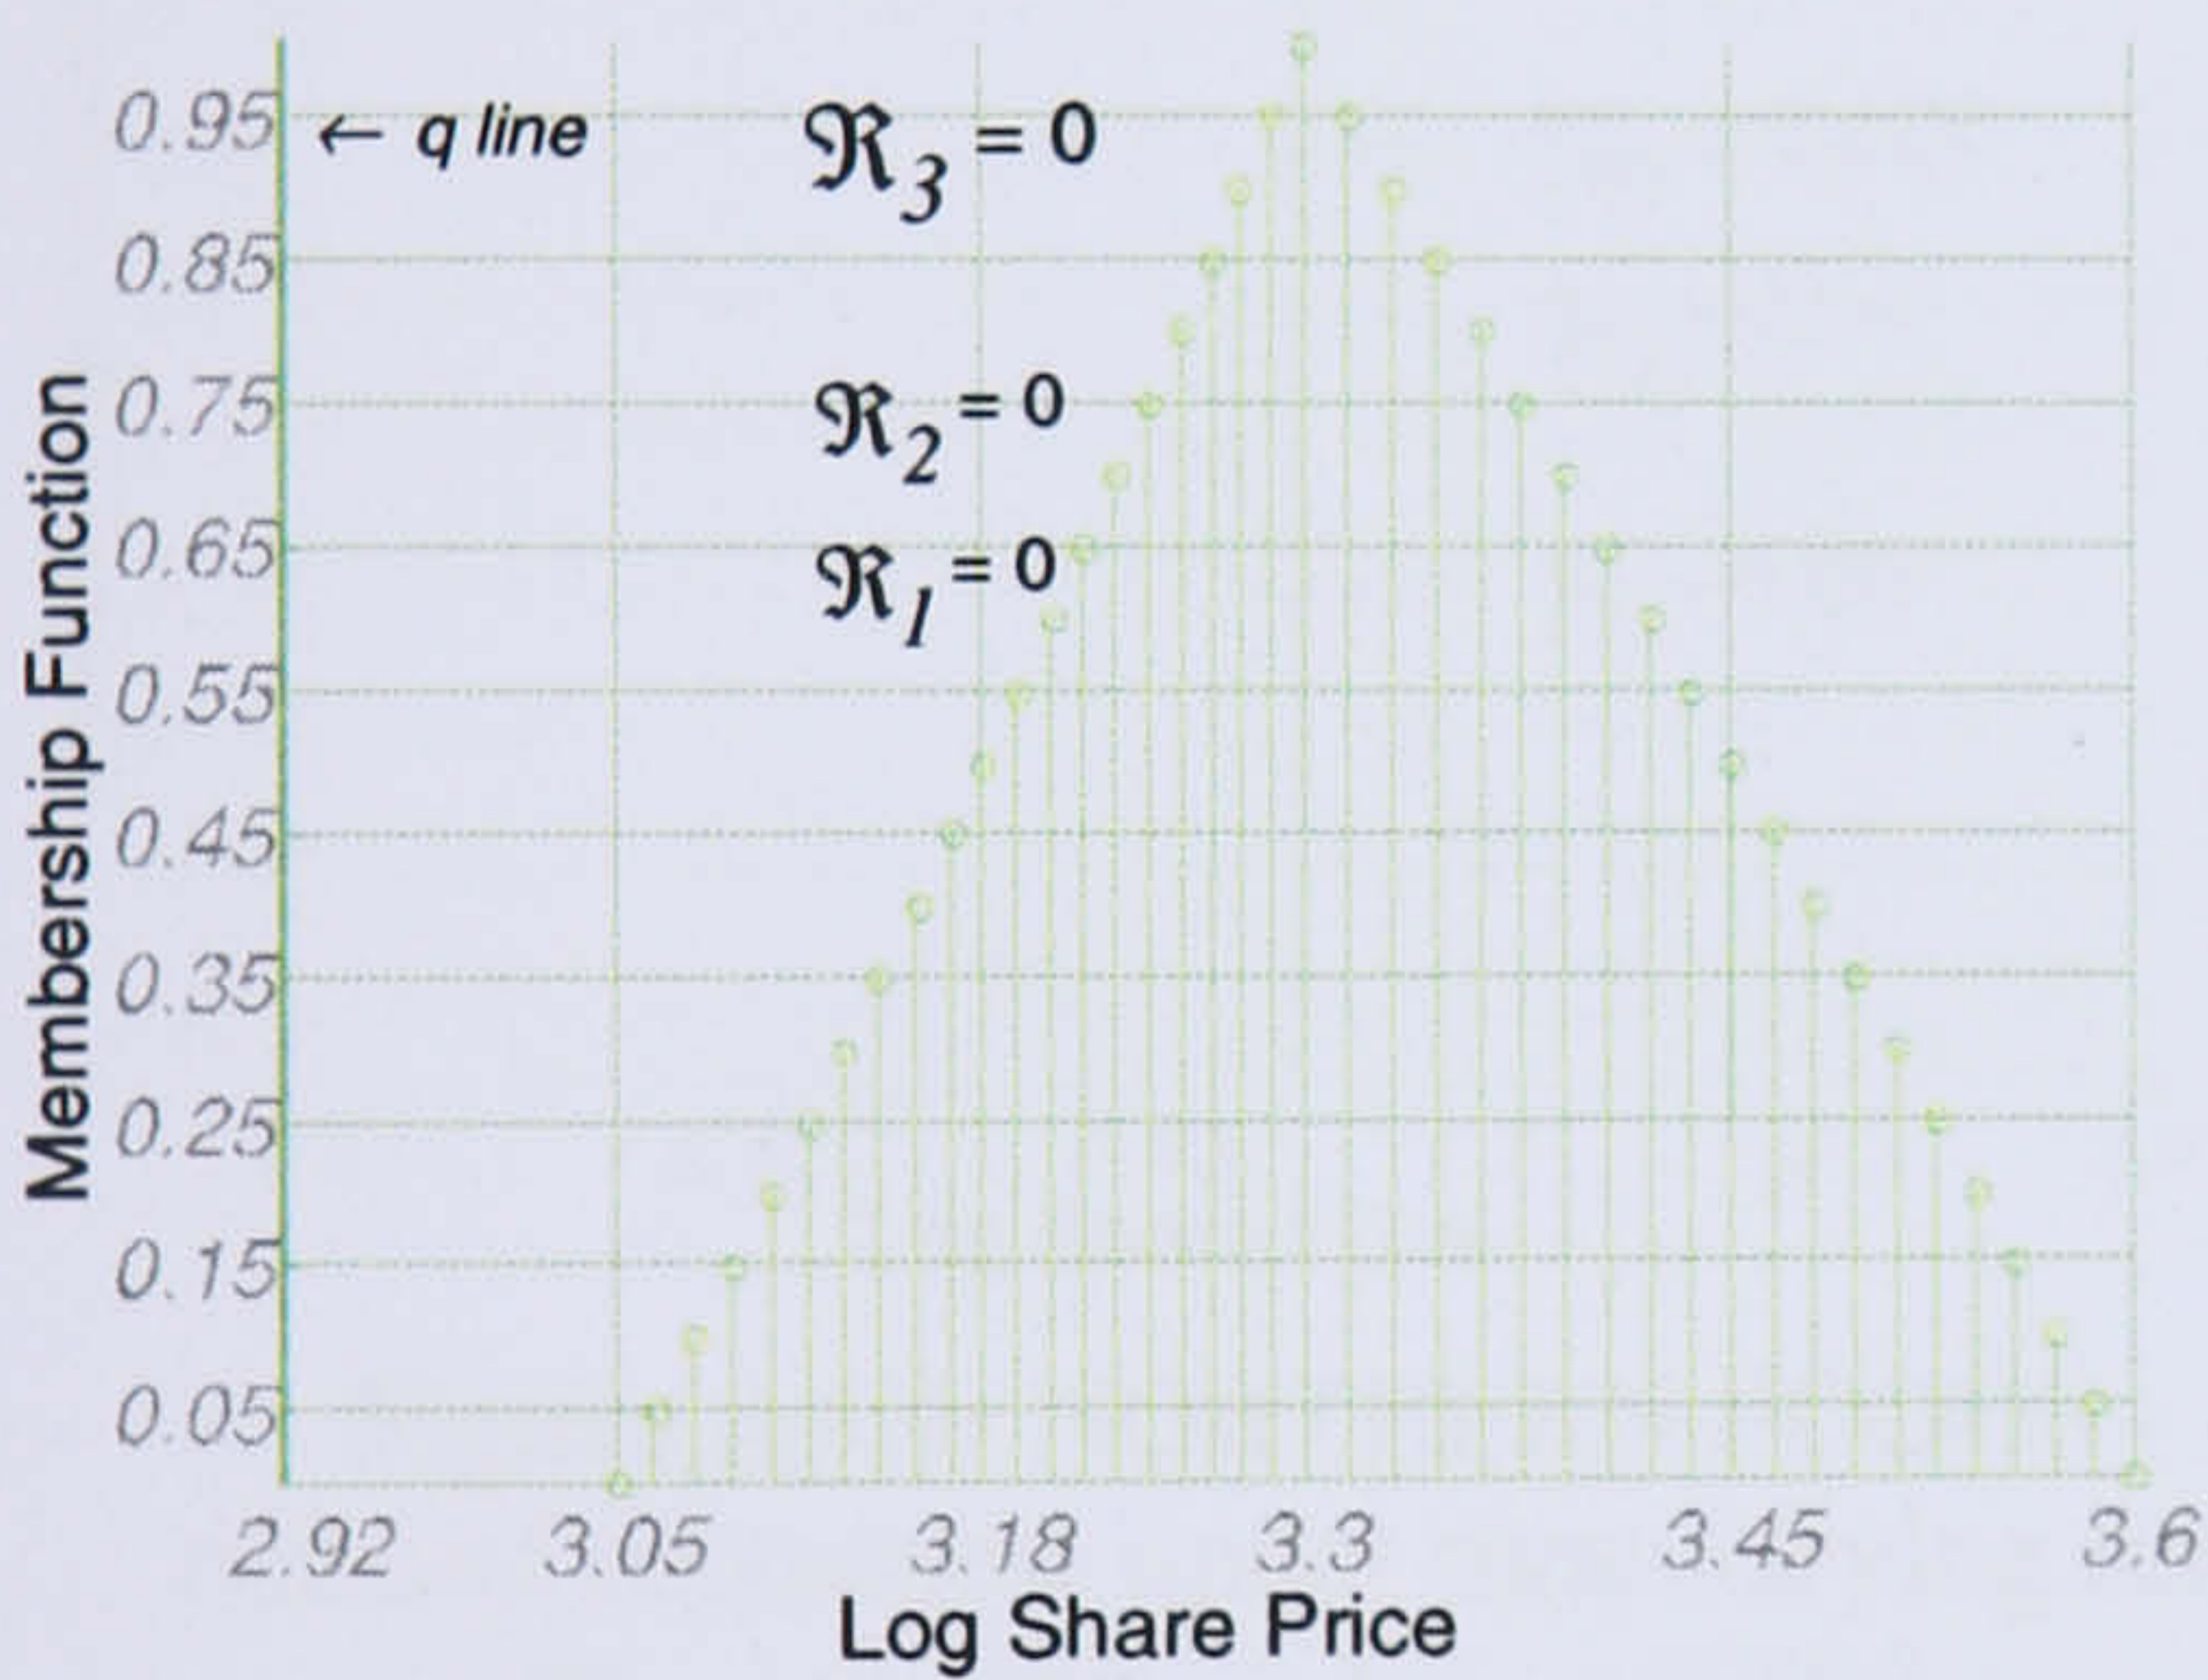 0.95
← q line
ℜ3 = 0
0.85
0.75
ℜ2 = 0
0.65
ℜ1 = 0
0.55
0.45
0.35
0.25
0.15
0.05
Membership Function
2.92 3.05 3.18 3.3 3.45 3.6
Log Share Price